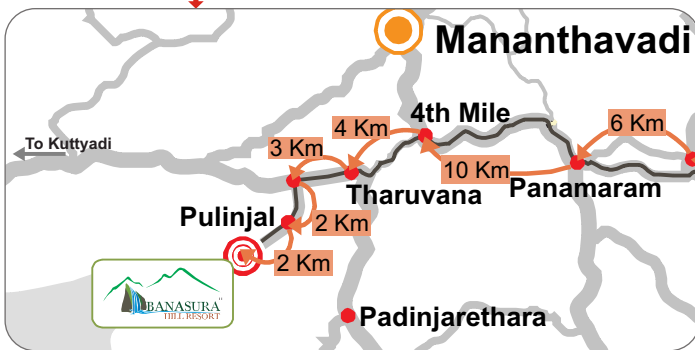 Mananthavadi
4th Mile
6 Km
4 Km
To Kuttyadi
3 Km
10 Km
Panamaram
Tharuvana
Pulinjal
2 Km
2 Km
BANASURA
HILL RESORT
Padinjarethara